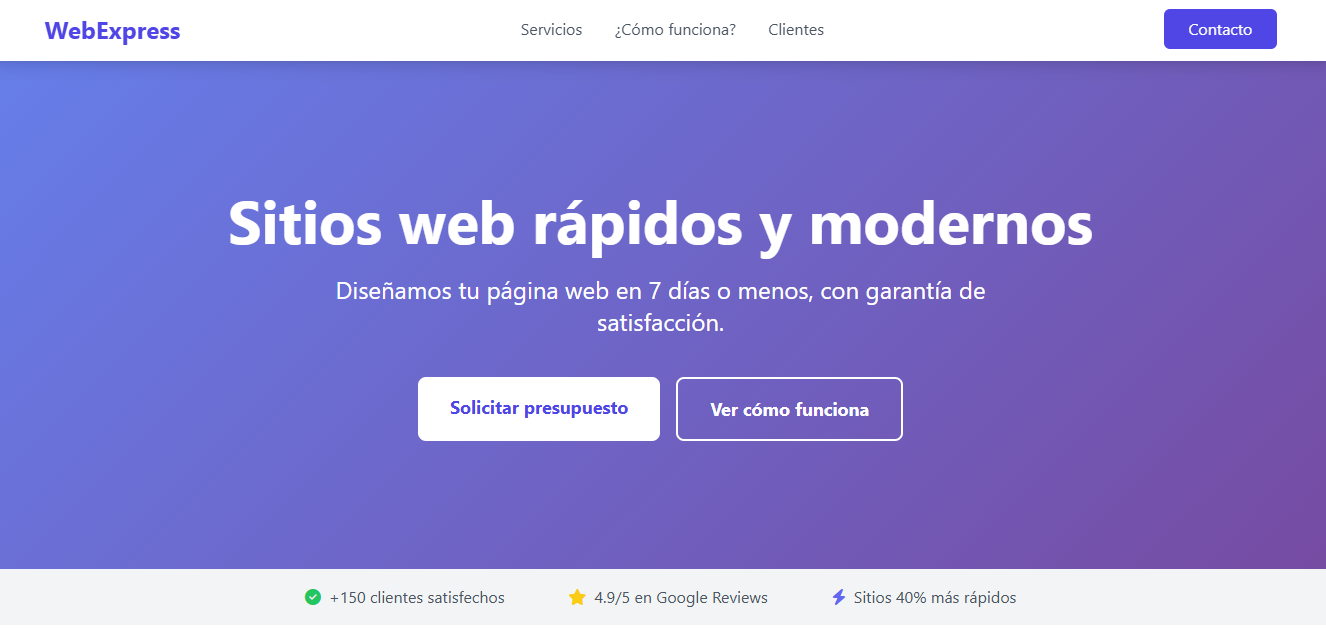 WebExpress
Servicios
¿Cómo funciona?
Clientes
Contacto
Sitios web rápidos y modernos
Diseñamos tu página web en 7 días o menos, con garantía de
satisfacción.
Solicitar presupuesto
Ver cómo funciona
+150 clientes satisfechos
4.9/5 en Google Reviews
Sitios 40% más rápidos